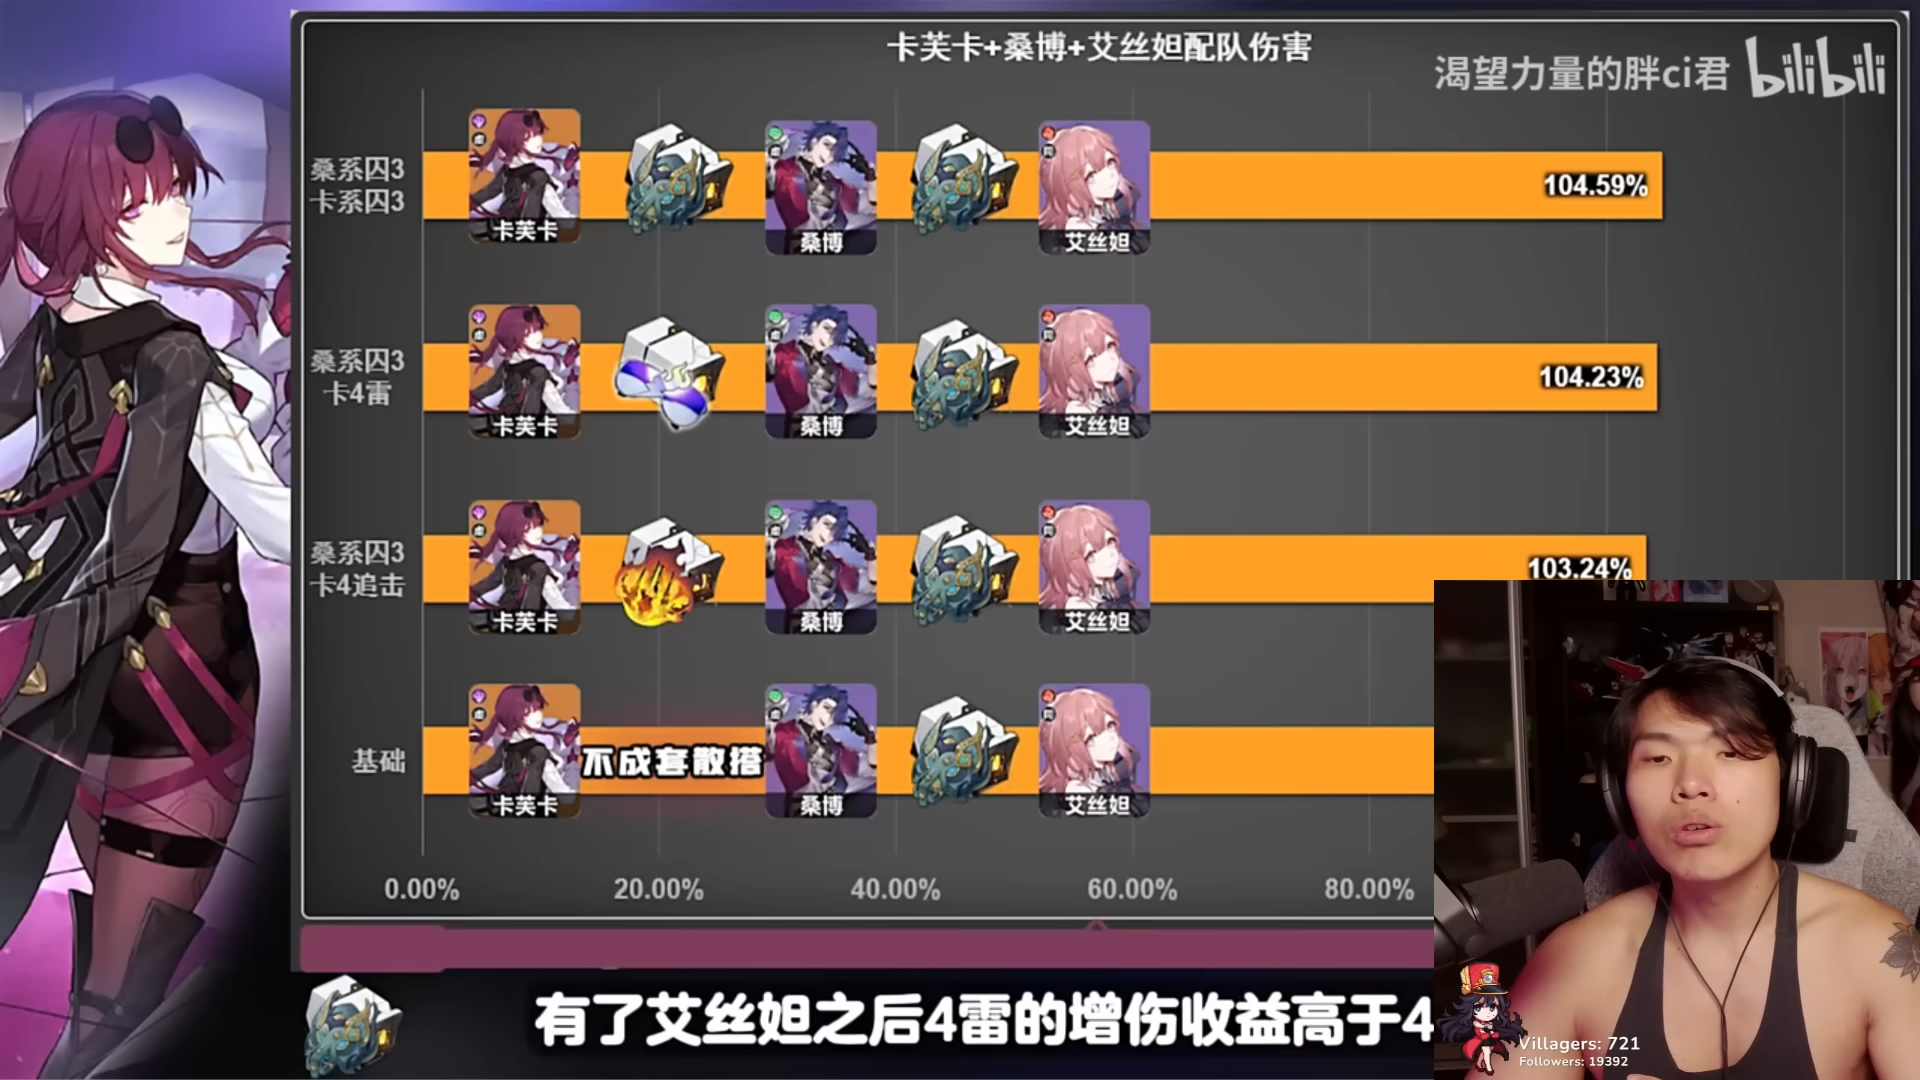 卡芙卡+桑博+艾丝妲配队伤害
渴望力量的胖ci君 bilibili
桑系囚3
卡系囚3
卡芙卡
桑博
艾丝妲
104.59%
桑系囚3
卡4雷
卡芙卡
桑博
艾丝妲
104.23%
桑系囚3
卡4追击
卡芙卡
桑博
艾丝妲
103.24%
基础
卡芙卡
不成套散搭
桑博
艾丝妲
0.00% 20.00% 40.00% 60.00% 80.00%
有了艾丝妲之后4雷的增伤收益高于4
Villagers: 721
Followers: 19392